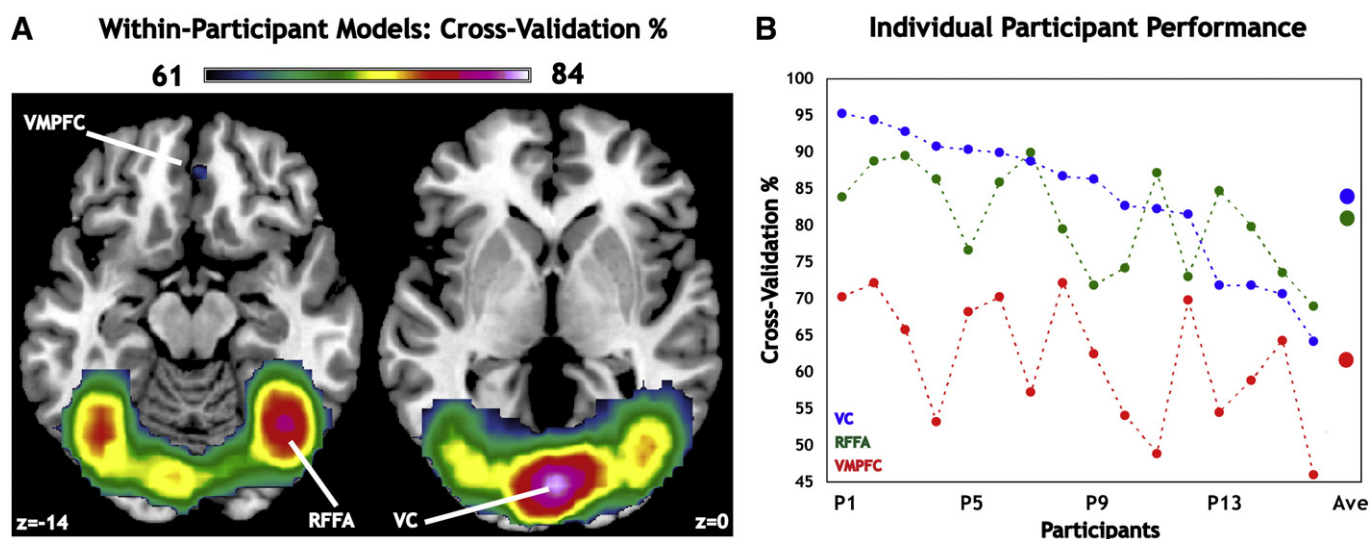 A Within-Participant Models: Cross-Validation %
61 84
VMPFC
RFFA
VC
z=-14
z=0
B Individual Participant Performance
Cross-Validation %
100
95
90
85
80
75
70
65
60
55
50
45
VC
RFFA
VMPFC
P1 P5 P9 P13 Ave
Participants